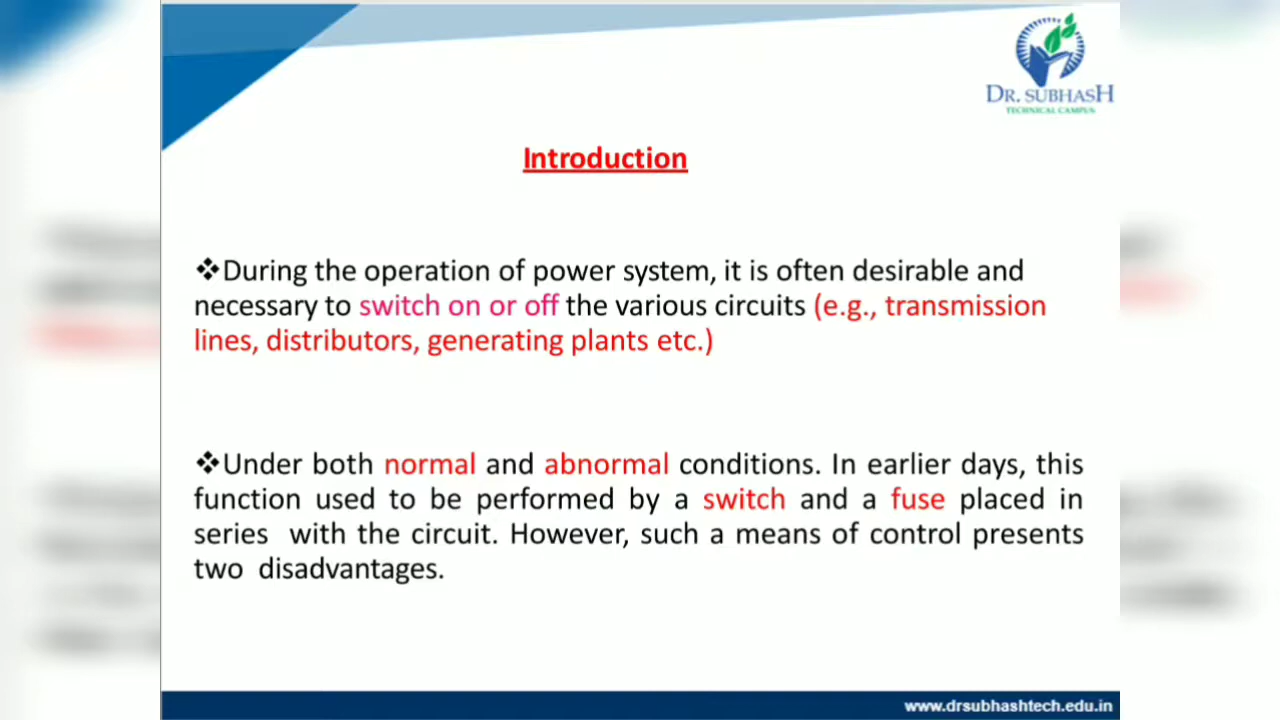 DR. SUBHASH
TECHNICAL CAMPUS
Introduction
❖During the operation of power system, it is often desirable and
necessary to switch on or off the various circuits (e.g., transmission
lines, distributors, generating plants etc.)
❖Under both normal and abnormal conditions. In earlier days, this
function used to be performed by a switch and a fuse placed in
series with the circuit. However, such a means of control presents
two disadvantages.
www.drsubhashtech.edu.in